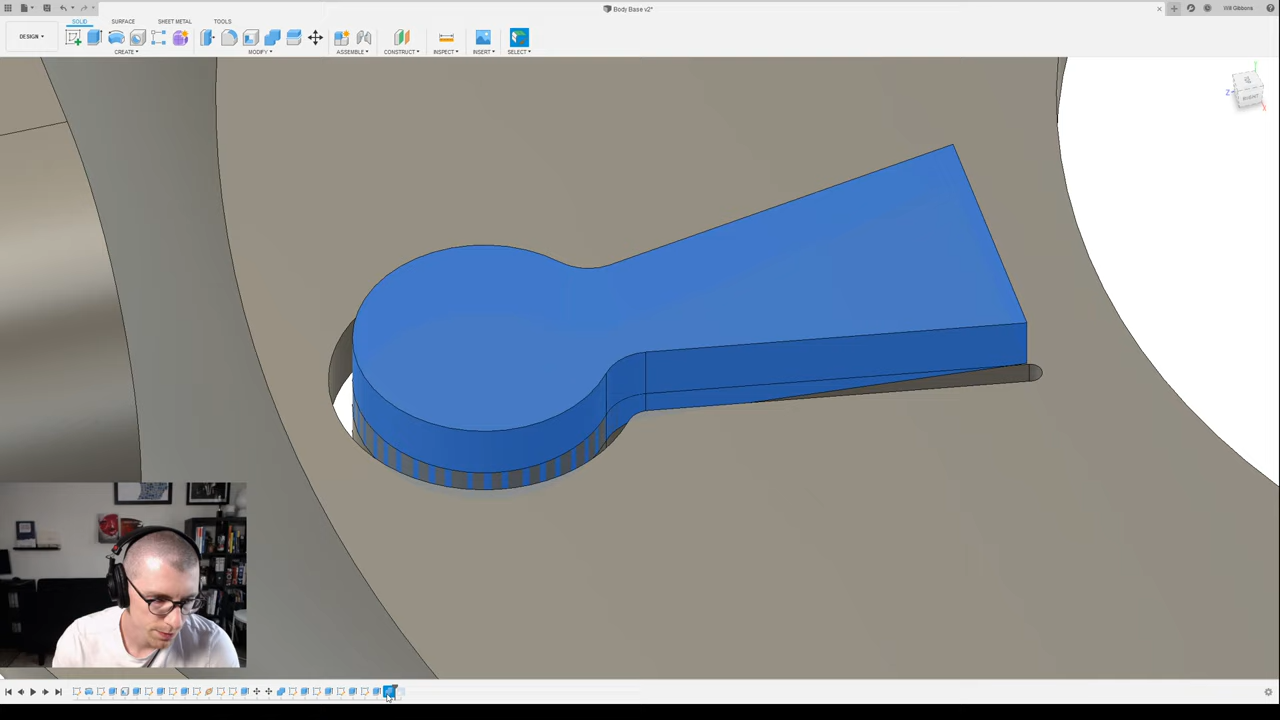 Body Base v2*
Will Gibbons
SOLID
SURFACE
SHEET METAL
TOOLS
DESIGN
CREATE
MODIFY
ASSEMBLE
CONSTRUCT
INSPECT
INSERT
SELECT
Y
Z
X